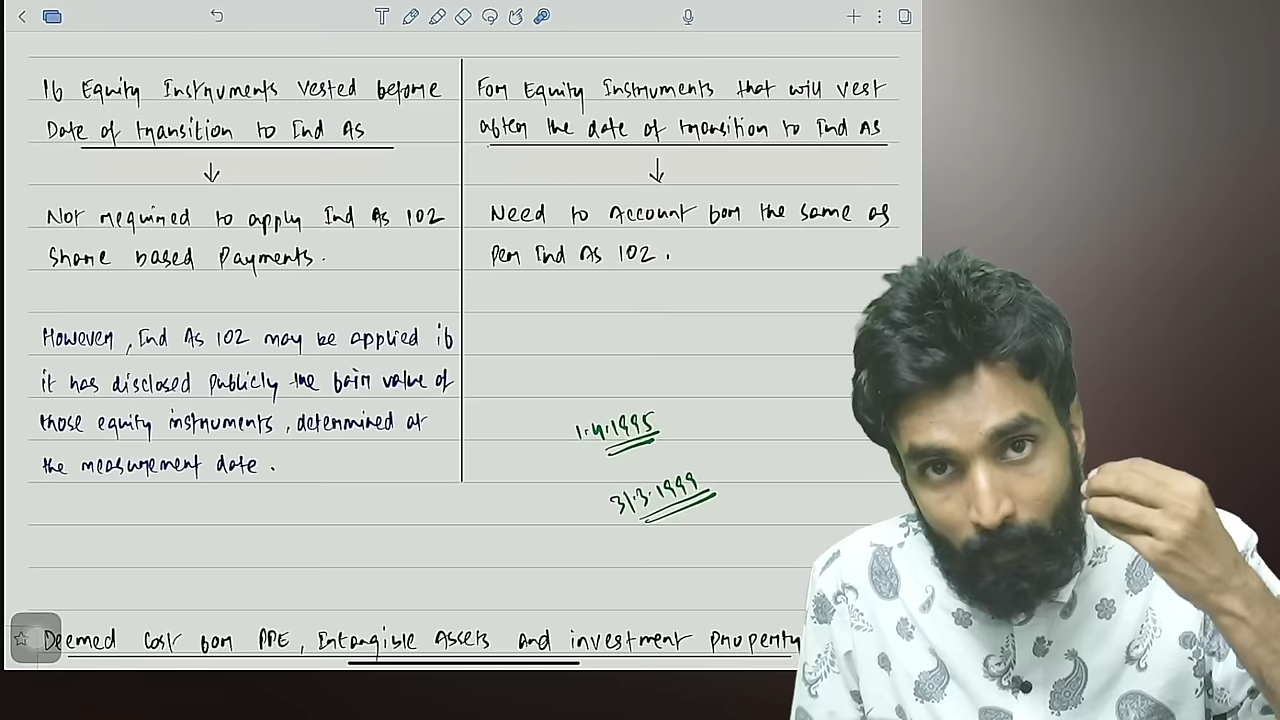 If Equity Instruments vested before
Date of transition to Ind As
Not required to apply Ind As 102
Share based Payments.
However, Ind As 102 may be applied if
it has disclosed publicly the fair value of
those equity instruments, determined at
the measurement date.
For Equity Instruments that will vest
after the date of transition to Ind AS
Need to Account for the same as
per Ind As 102.
1.4.1995
31.3.1999
Deemed cost for PPE, Intangible Assets and investment property